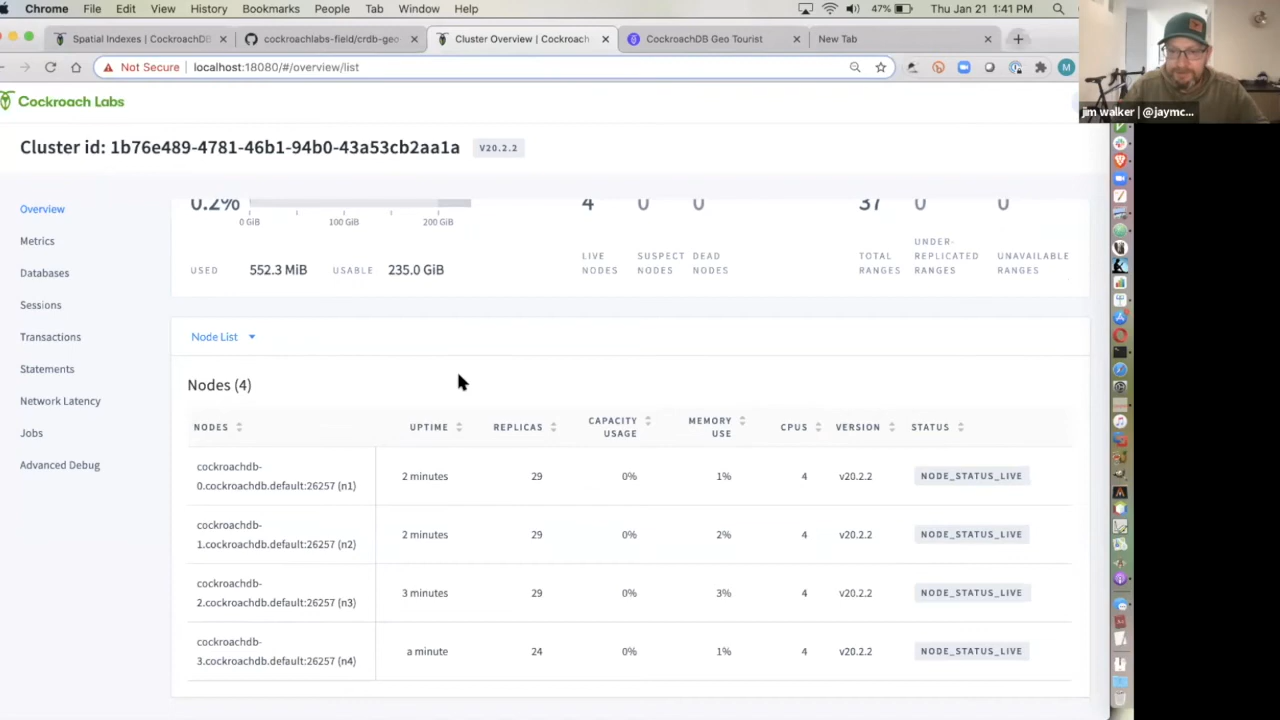 Chrome File Edit View History Bookmarks People Tab Window Help 47% Thu Jan 21 1:41 PM
Spatial Indexes | CockroachDB
cockroachlabs-field/crdb-geo
Cluster Overview | Cockroach
CockroachDB Geo Tourist
New Tab
Not Secure localhost:18080/#/overview/list
M
jim walker | @jaymc...
Cockroach Labs
Cluster id: 1b76e489-4781-46b1-94b0-43a53cb2aa1a V20.2.2
Overview
Metrics
Databases
Sessions
Transactions
Statements
Network Latency
Jobs
Advanced Debug
0.2%
0 GiB 100 GiB 200 GiB
USED 552.3 MiB USABLE 235.0 GiB
4 0 0
LIVE NODES
SUSPECT NODES
DEAD NODES
37 0 0
TOTAL RANGES
UNDER-REPLICATED RANGES
UNAVAILABLE RANGES
Node List
Nodes (4)
NODES UPTIME REPLICAS CAPACITY USAGE MEMORY USE CPUS VERSION STATUS
cockroachdb-
0.cockroachdb.default:26257 (n1) 2 minutes 29 0% 1% 4 v20.2.2 NODE_STATUS_LIVE
cockroachdb-
1.cockroachdb.default:26257 (n2) 2 minutes 29 0% 2% 4 v20.2.2 NODE_STATUS_LIVE
cockroachdb-
2.cockroachdb.default:26257 (n3) 3 minutes 29 0% 3% 4 v20.2.2 NODE_STATUS_LIVE
cockroachdb-
3.cockroachdb.default:26257 (n4) a minute 24 0% 1% 4 v20.2.2 NODE_STATUS_LIVE